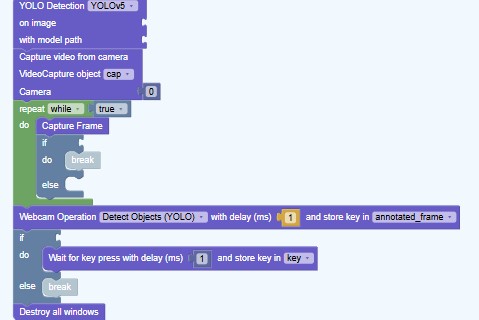 YOLO Detection YOLOv5
on image
with model path
Capture video from camera
VideoCapture object cap
Camera 0
repeat while true
do Capture Frame
if
do break
else
Webcam Operation Detect Objects (YOLO) with delay (ms) 1 and store key in annotated_frame
if
do Wait for key press with delay (ms) 1 and store key in key
else break
Destroy all windows